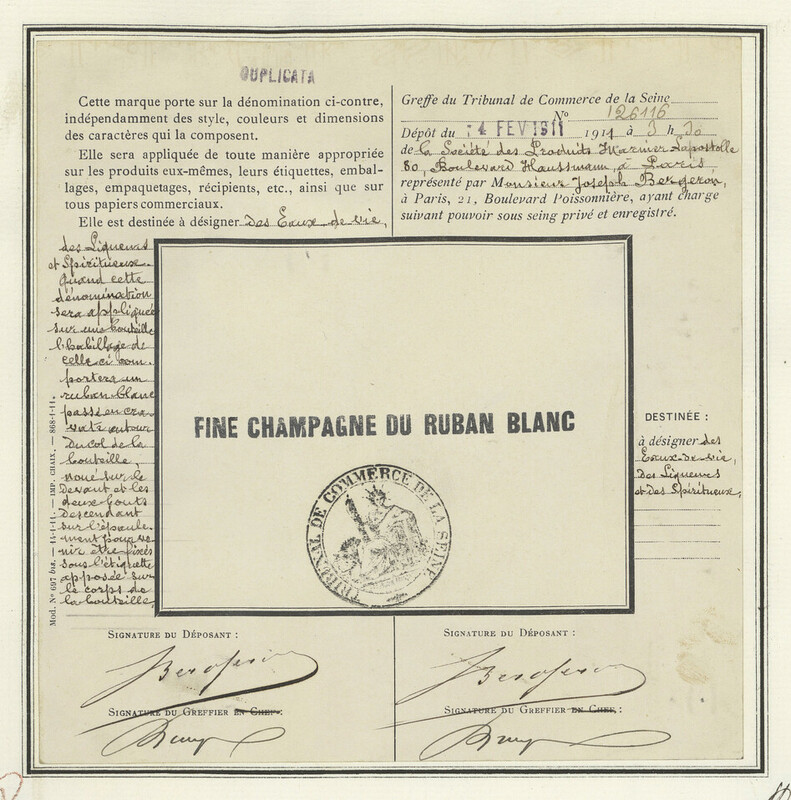 DUPLICATA
Cette marque porte sur la dénomination ci-contre,
indépendamment des style, couleurs et dimensions
des caractères qui la composent.
Elle sera appliquée de toute manière appropriée
sur les produits eux-mêmes, leurs étiquettes, embal-
lages, empaquetages, récipients, etc., ainsi que sur
tous papiers commerciaux.
Elle est destinée à désigner des Eaux-de-vie,
des Liqueurs
et Spiritueux.
Quand cette
dénomination
sera appliquée
sur une bouteille
l'habillage de
celle ci com-
portera un
ruban blanc
passé en cra-
vate autour
du col de la
bouteille,
noué sur le
devant et les
deux bouts
descendant
sur l'épaule-
ment pour ve-
nir être fixés
sous l'étiquette
apposée sur
le corps de
la bouteille.
Mod. N° 697 bis. — 14-1-11. — IMP. CHAIX. — 868-1-11.
Greffe du Tribunal de Commerce de la Seine
N° 126116
Dépôt du 14 FEV 1911 1911 à 3 h 30
de la Société des Produits Marnier Lapostolle
80, Boulevard Haussmann, à Paris
représenté par Monsieur Joseph Bergeron,
à Paris, 21, Boulevard Poissonnière, ayant charge
suivant pouvoir sous seing privé et enregistré.
FINE CHAMPAGNE DU RUBAN BLANC
TRIBUNAL DE COMMERCE DE LA SEINE
DESTINÉE :
à désigner des
Eaux-de-vie,
des Liqueurs
et des Spiritueux,
SIGNATURE DU DÉPOSANT :
Bergeron
SIGNATURE DU GREFFIER EN CHEF :
SIGNATURE DU DÉPOSANT :
Bergeron
SIGNATURE DU GREFFIER EN CHEF :